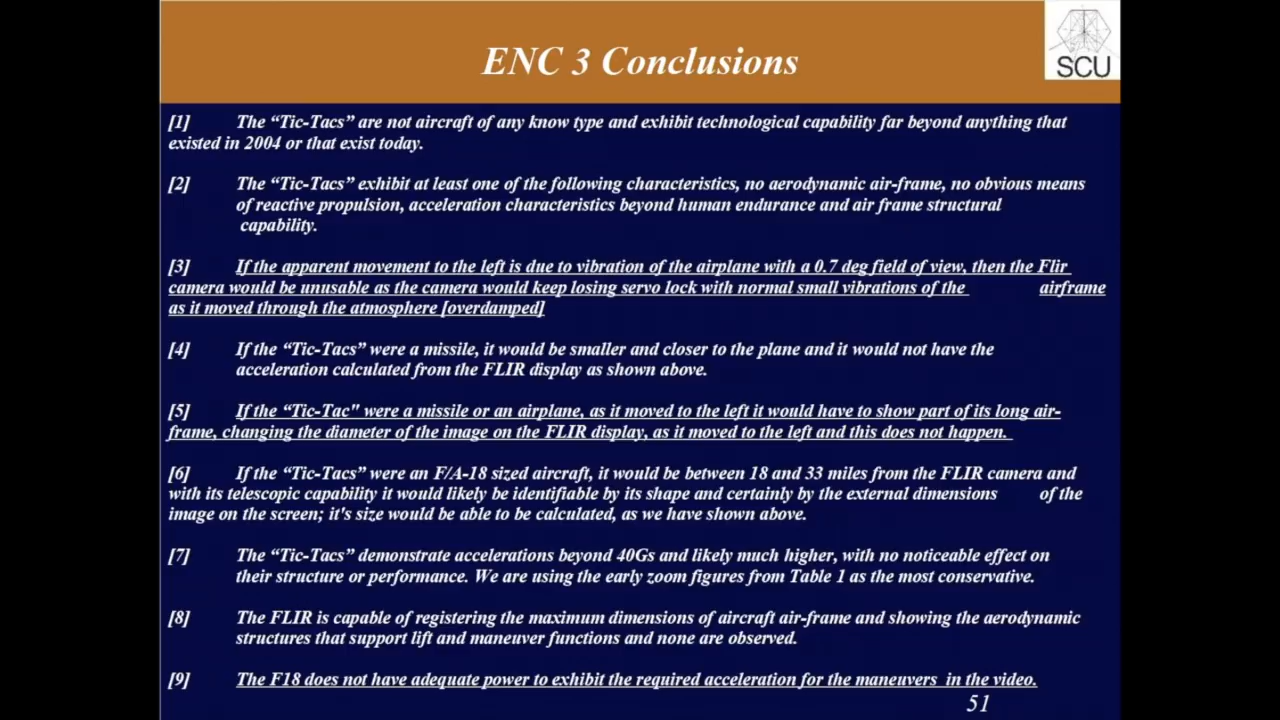 ENC 3 Conclusions
SCU
[1] The “Tic-Tacs” are not aircraft of any know type and exhibit technological capability far beyond anything that
existed in 2004 or that exist today.
[2] The “Tic-Tacs” exhibit at least one of the following characteristics, no aerodynamic air-frame, no obvious means
of reactive propulsion, acceleration characteristics beyond human endurance and air frame structural
capability.
[3] If the apparent movement to the left is due to vibration of the airplane with a 0.7 deg field of view, then the Flir
camera would be unusable as the camera would keep losing servo lock with normal small vibrations of the airframe
as it moved through the atmosphere [overdamped]
[4] If the “Tic-Tacs” were a missile, it would be smaller and closer to the plane and it would not have the
acceleration calculated from the FLIR display as shown above.
[5] If the “Tic-Tac" were a missile or an airplane, as it moved to the left it would have to show part of its long air-
frame, changing the diameter of the image on the FLIR display, as it moved to the left and this does not happen.
[6] If the “Tic-Tacs” were an F/A-18 sized aircraft, it would be between 18 and 33 miles from the FLIR camera and
with its telescopic capability it would likely be identifiable by its shape and certainly by the external dimensions of the
image on the screen; it's size would be able to be calculated, as we have shown above.
[7] The “Tic-Tacs” demonstrate accelerations beyond 40Gs and likely much higher, with no noticeable effect on
their structure or performance. We are using the early zoom figures from Table 1 as the most conservative.
[8] The FLIR is capable of registering the maximum dimensions of aircraft air-frame and showing the aerodynamic
structures that support lift and maneuver functions and none are observed.
[9] The F18 does not have adequate power to exhibit the required acceleration for the maneuvers in the video.
51